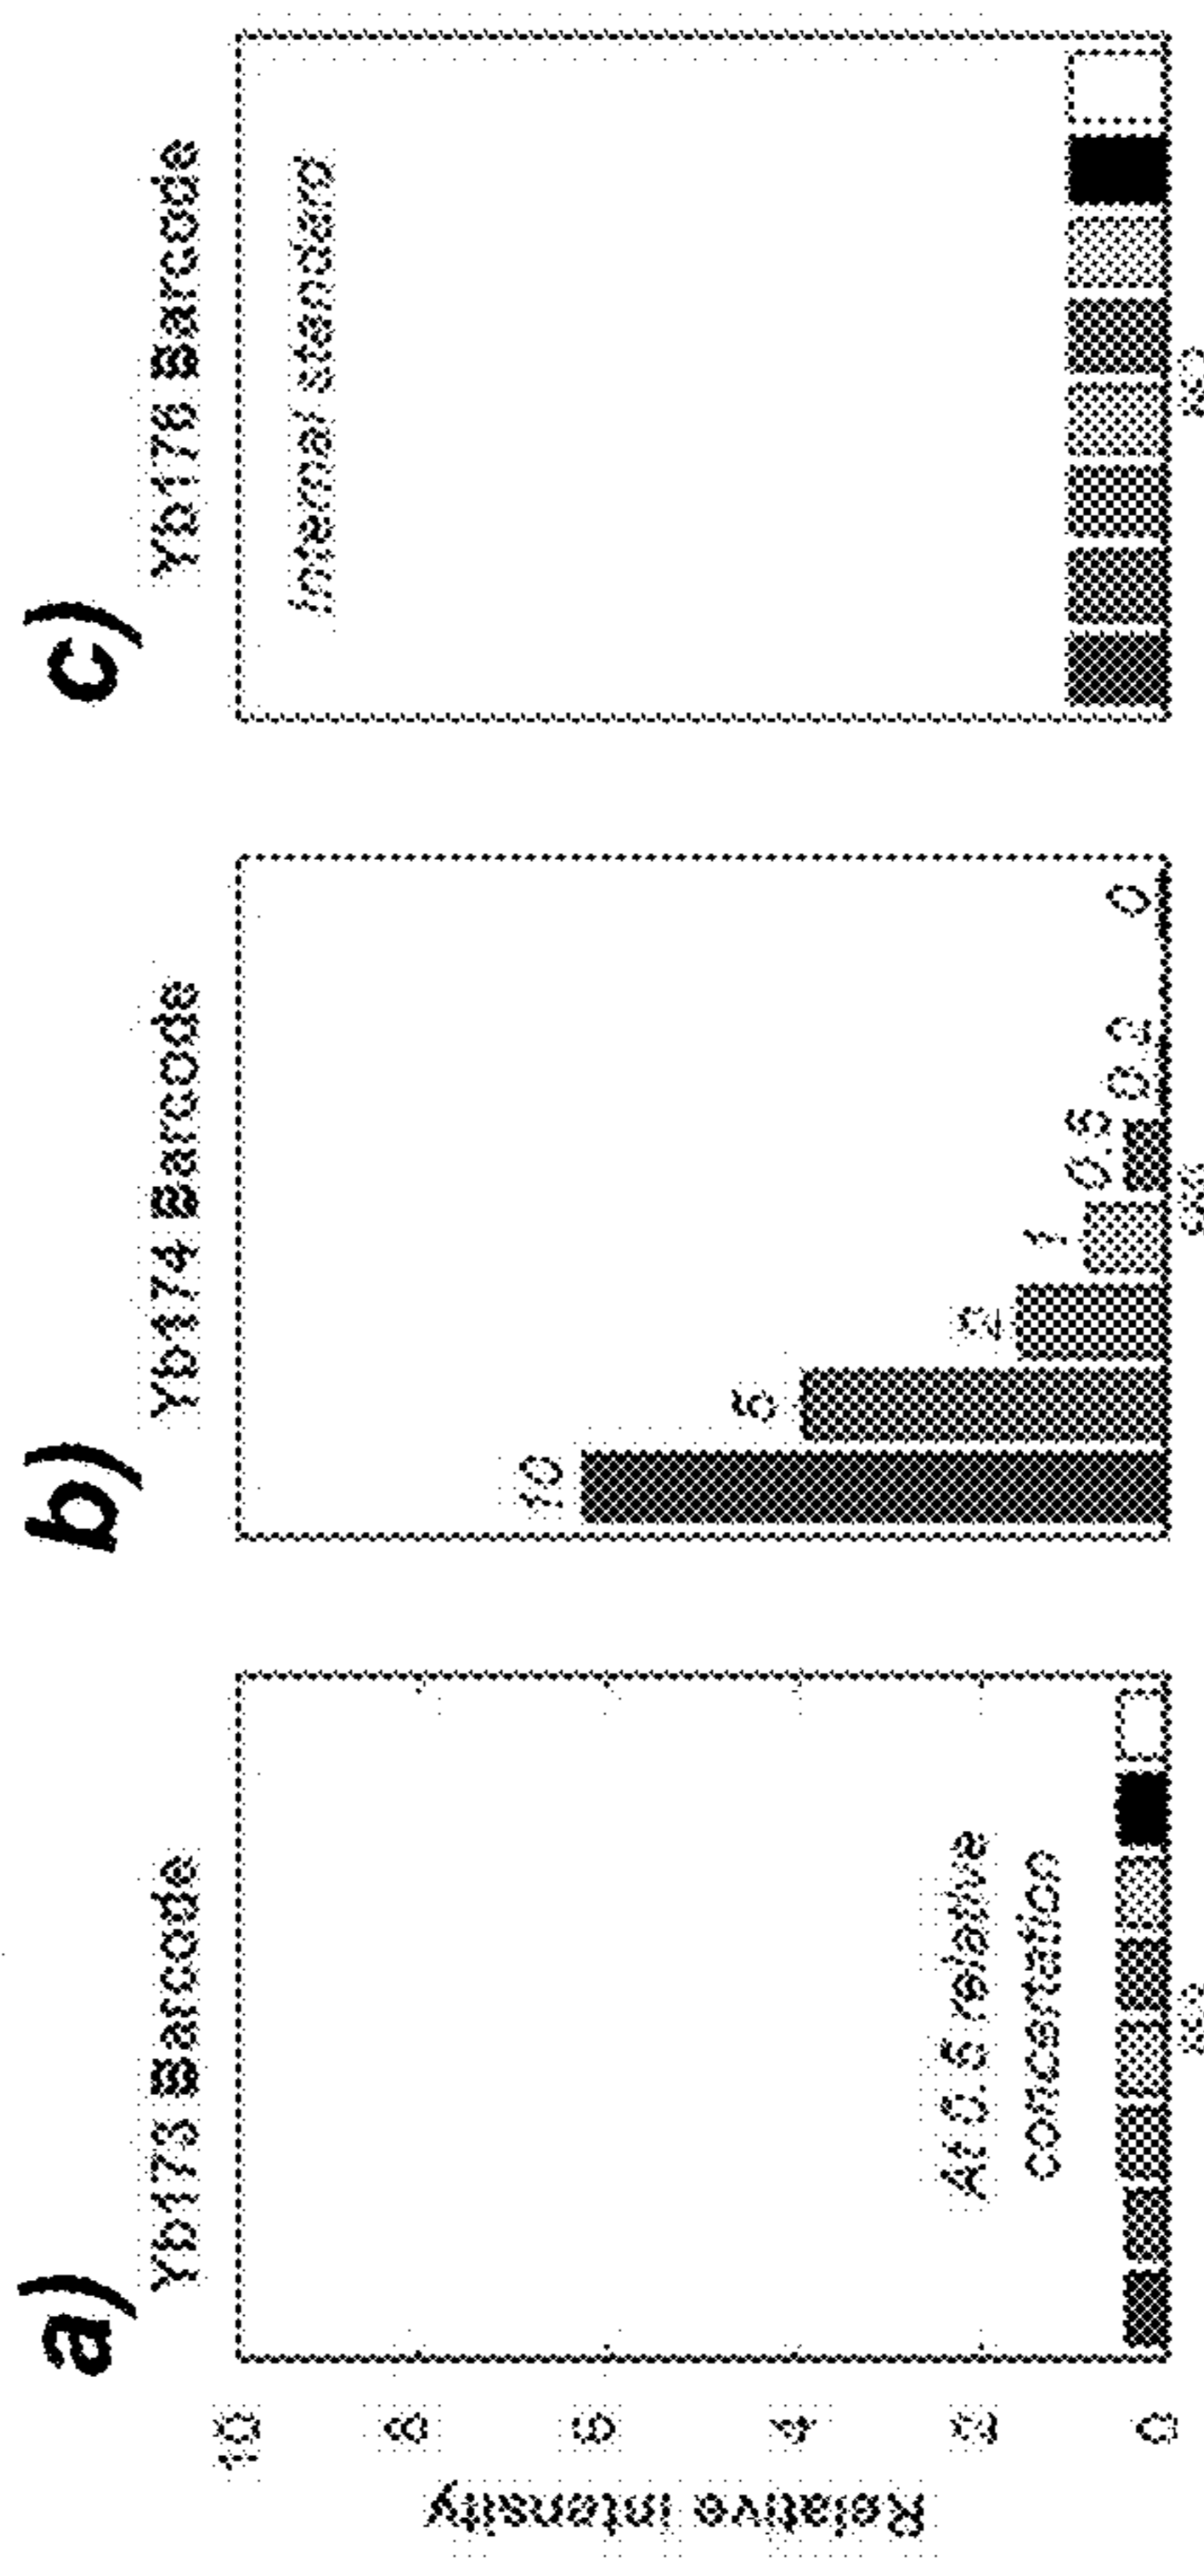 a)
Yb173 Barcode
Relative intensity
10
8
6
4
2
0
At 0.5 relative
concertation
b)
Yb174 Barcode
10
5
2
1
0.5
0.2
0
c)
Yb176 Barcode
Internal standard